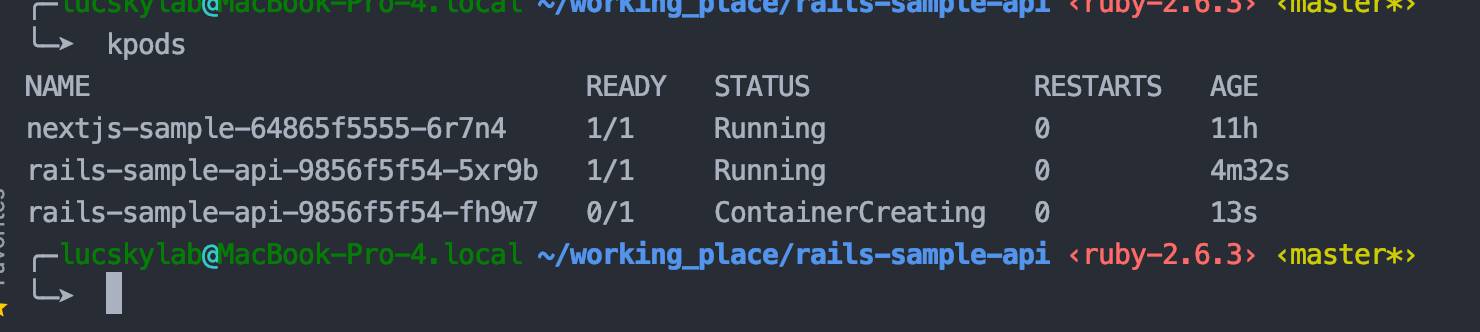 lucskylab@MacBook-Pro-4.local ~/working_place/rails-sample-api ‹ruby-2.6.3› ‹master*›
╰─➤ kpods
NAME READY STATUS RESTARTS AGE
nextjs-sample-64865f5555-6r7n4 1/1 Running 0 11h
rails-sample-api-9856f5f54-5xr9b 1/1 Running 0 4m32s
rails-sample-api-9856f5f54-fh9w7 0/1 ContainerCreating 0 13s
╭─lucskylab@MacBook-Pro-4.local ~/working_place/rails-sample-api ‹ruby-2.6.3› ‹master*›
╰─➤